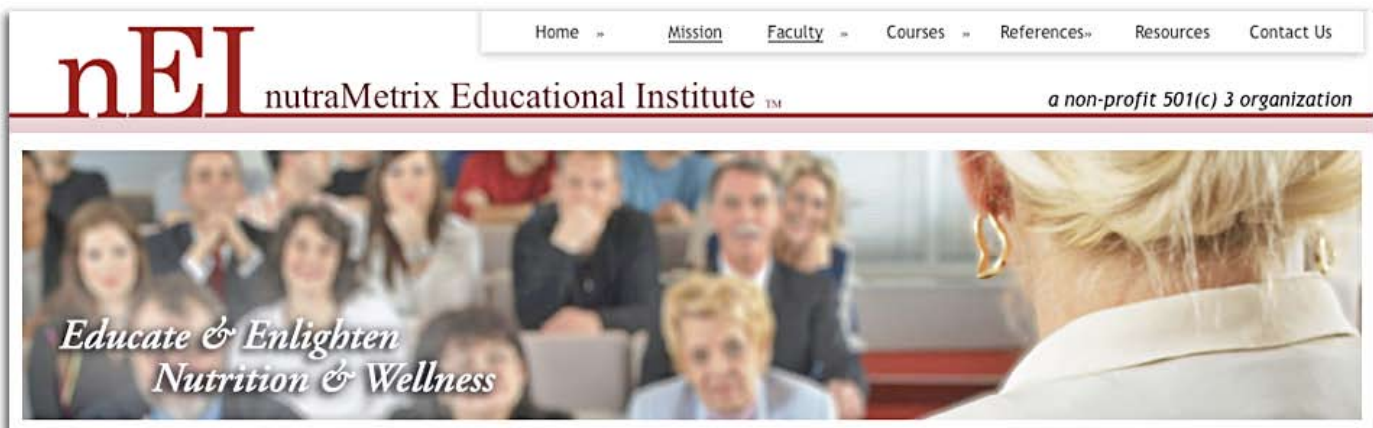 Home » Mission Faculty » Courses » References» Resources Contact Us
nEI nutraMetrix Educational Institute ™
a non-profit 501(c) 3 organization
Educate & Enlighten
Nutrition & Wellness